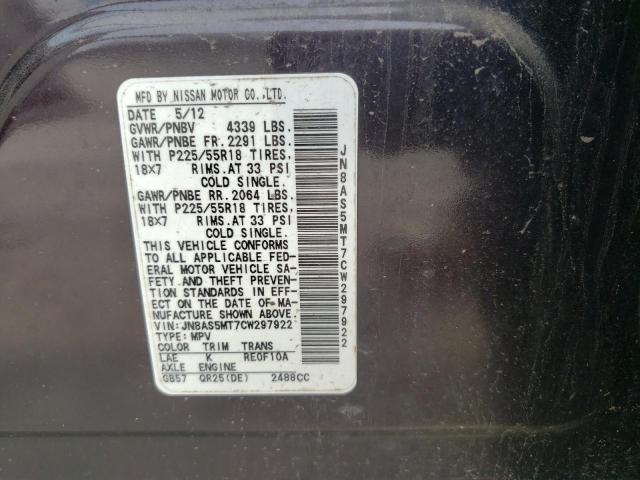 MFD BY NISSAN MOTOR CO.,LTD.
DATE 5/12
GVWR/PNBV 4339 LBS.
GAWR/PNBE FR. 2291 LBS.
WITH P225/55R18 TIRES,
18X7 RIMS.AT 33 PSI
COLD SINGLE.
GAWR/PNBE RR. 2064 LBS.
WITH P225/55R18 TIRES,
18X7 RIMS.AT 33 PSI
COLD SINGLE.
THIS VEHICLE CONFORMS
TO ALL APPLICABLE FED-
ERAL MOTOR VEHICLE SA-
FETY AND THEFT PREVEN-
TION STANDARDS IN EFF-
ECT ON THE DATE OF MA-
NUFACTURE SHOWN ABOVE.
VIN: JN8AS5MT7CW297922
TYPE: MPV
COLOR TRIM TRANS
LAE K RE0F10A
AXLE ENGINE
GB57 QR25(DE) 2488CC
JN8AS5MT7CW297922